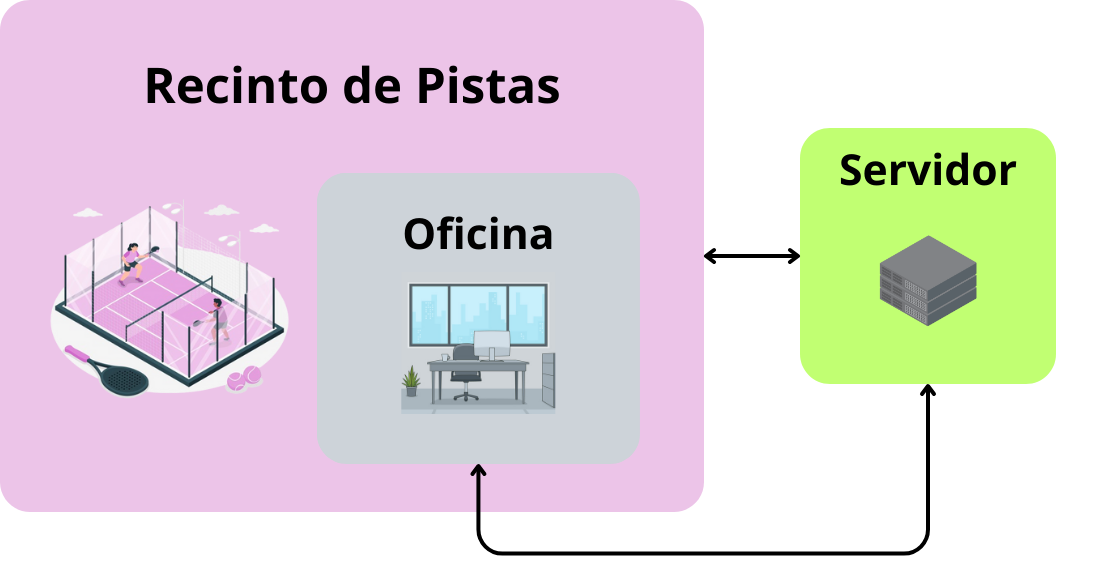 Recinto de Pistas
Oficina
Servidor